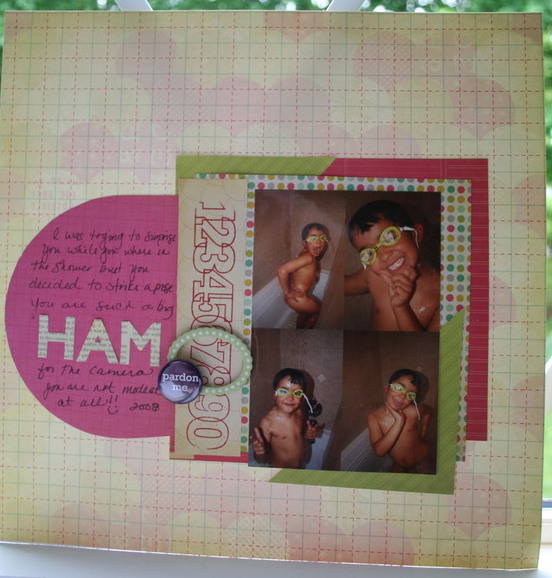 I was trying to surprise
you while you where in
the shower but you
decided to strike a pose
you are such a big
HAM
for the camera
you are not modest
at all!! 2008
pardon
me
1234567890